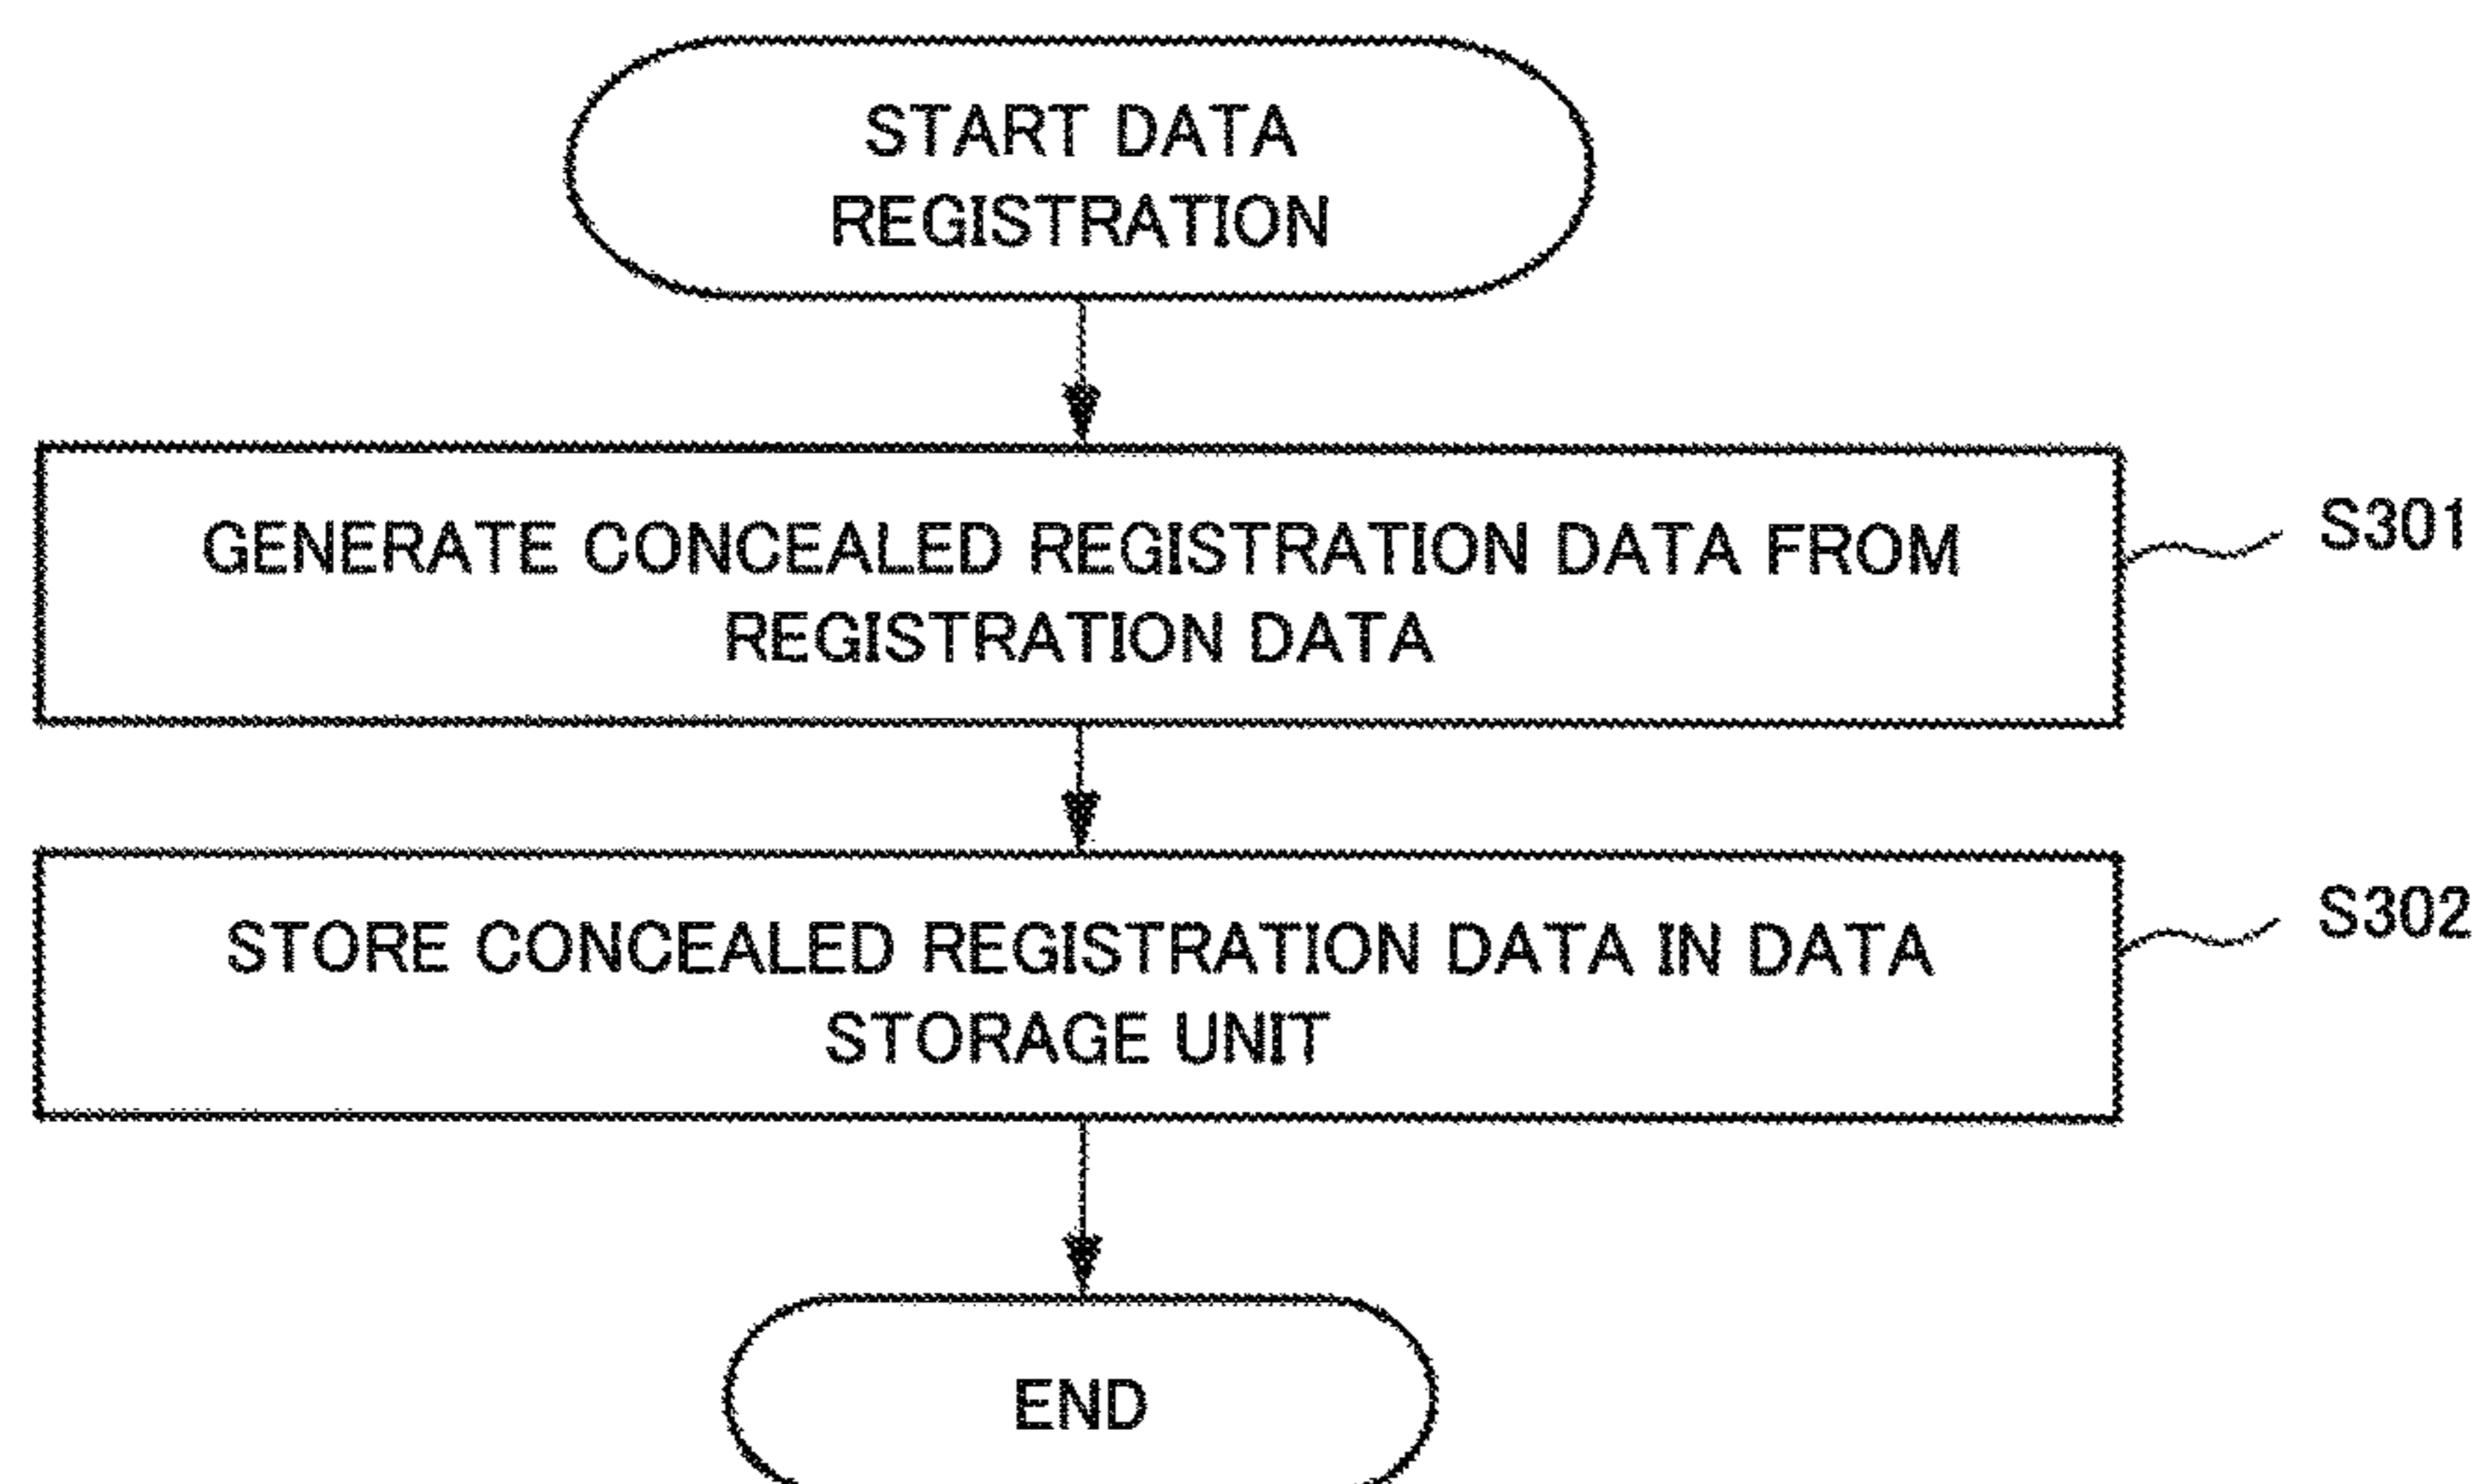 START DATA
REGISTRATION
GENERATE CONCEALED REGISTRATION DATA FROM
REGISTRATION DATA
S301
STORE CONCEALED REGISTRATION DATA IN DATA
STORAGE UNIT
S302
END